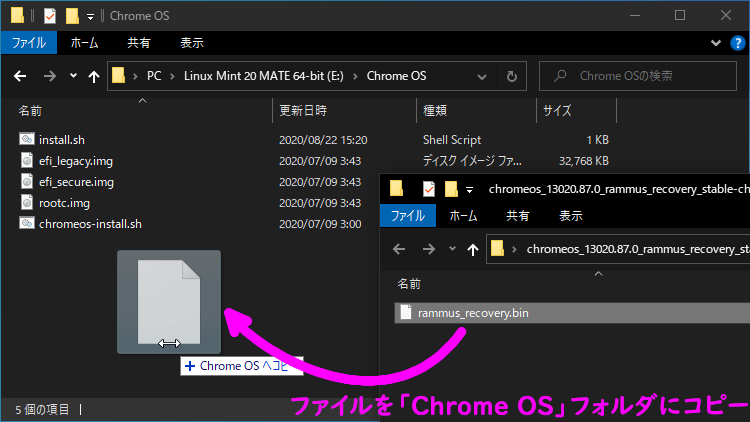 Chrome OS
ファイル ホーム 共有 表示
PC > Linux Mint 20 MATE 64-bit (E:) > Chrome OS
Chrome OSの検索
名前 更新日時 種類 サイズ
install.sh 2020/08/22 15:20 Shell Script 1 KB
efi_legacy.img 2020/07/09 3:43 ディスク イメージ ファ... 32,768 KB
efi_secure.img 2020/07/09 3:43
rootc.img 2020/07/09 3:43
chromeos-install.sh 2020/07/09 3:00
chromeos_13020.87.0_rammus_recovery_stable-ch
ファイル ホーム 共有 表示
chromeos_13020.87.0_rammus_recovery_st
名前
rammus_recovery.bin
+ Chrome OS へコピー
ファイルを「Chrome OS」フォルダにコピー
5 個の項目